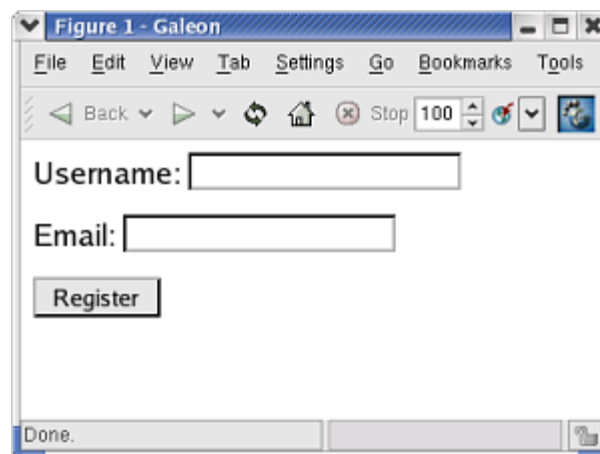 Figure 1 - Galeon
File Edit View Tab Settings Go Bookmarks Tools
Back Stop 100
Username:
Email:
Register
Done.